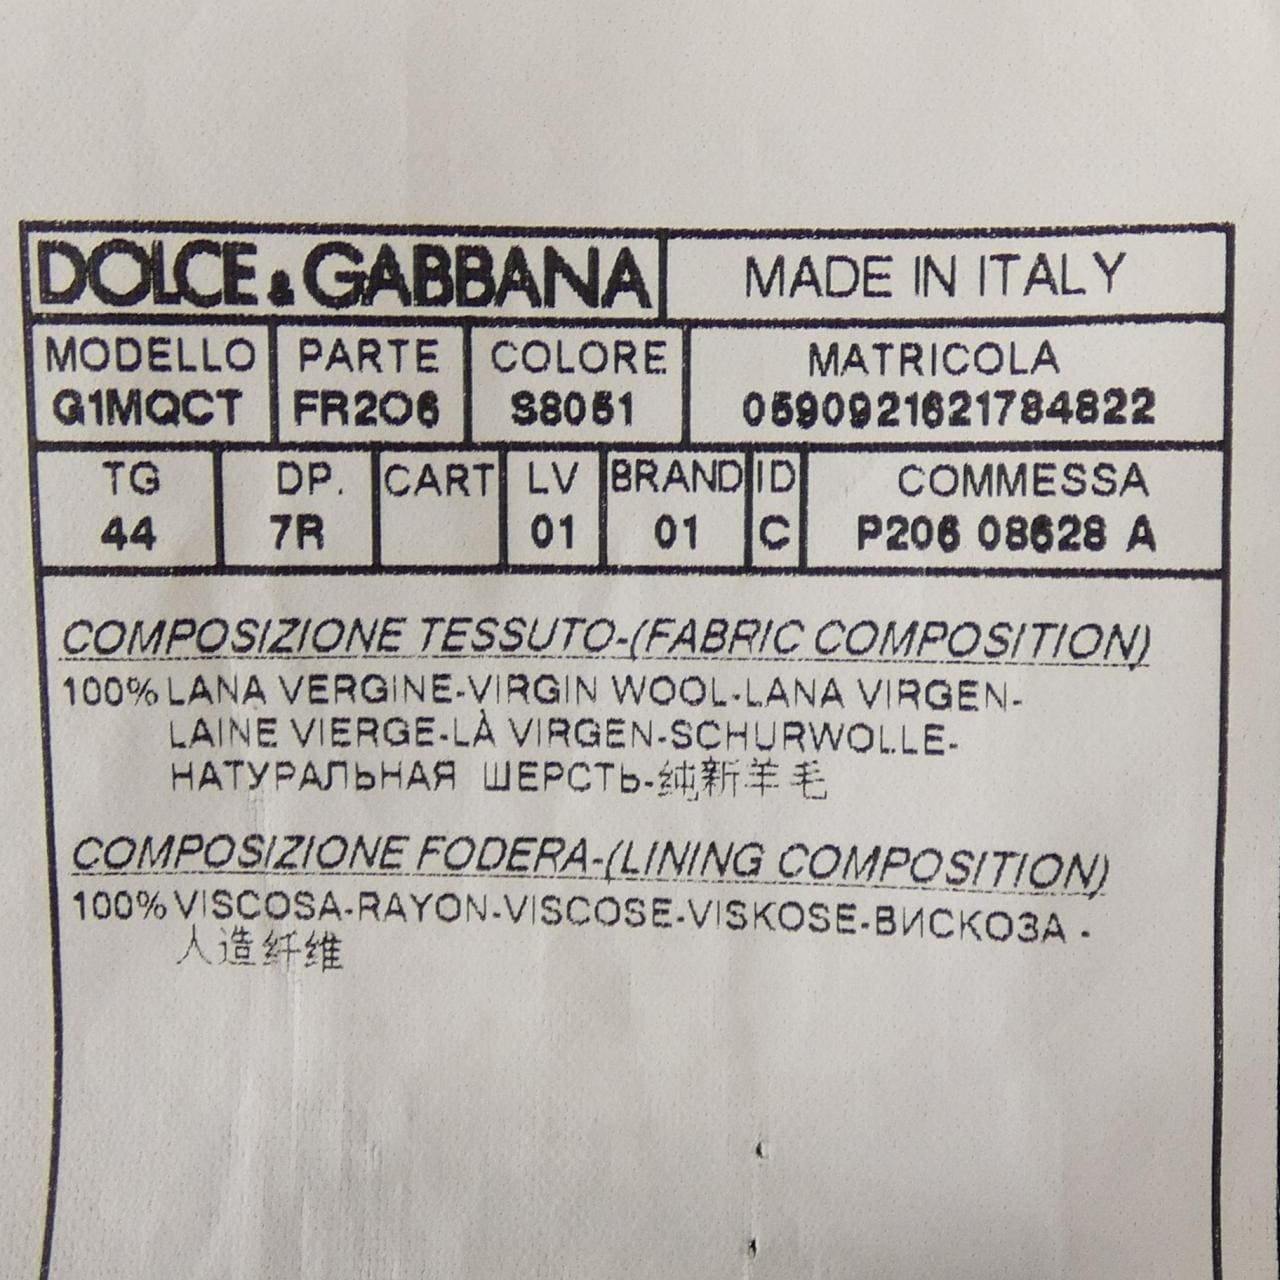 DOLCE & GABBANA MADE IN ITALY
MODELLO PARTE COLORE MATRICOLA
G1MQCT FR2O6 S8051 0590921621784822
TG DP. CART LV BRAND ID COMMESSA
44 7R 01 01 C P206 08628 A
COMPOSIZIONE TESSUTO-(FABRIC COMPOSITION)
100% LANA VERGINE-VIRGIN WOOL-LANA VIRGEN-
LAINE VIERGE-LÀ VIRGEN-SCHURWOLLE-
НАТУРАЛЬНАЯ ШЕРСТЬ-纯新羊毛
COMPOSIZIONE FODERA-(LINING COMPOSITION)
100% VISCOSA-RAYON-VISCOSE-VISKOSE-ВИСКОЗА -
人造纤维